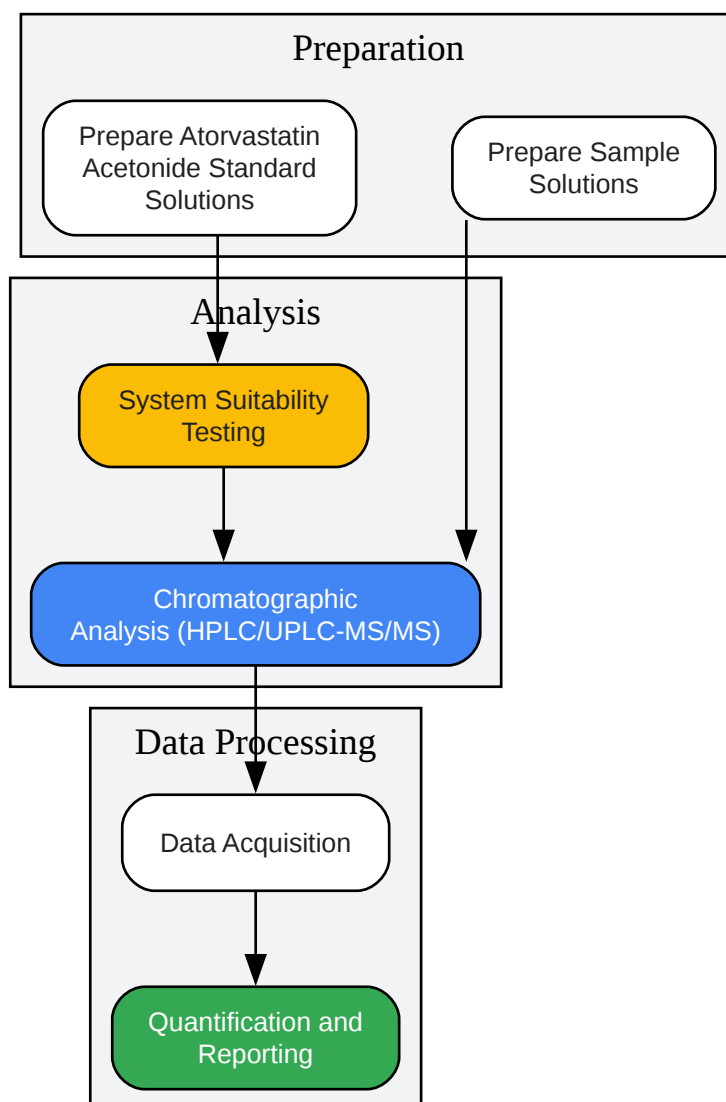 Preparation
Prepare Atorvastatin
Acetonide Standard
Solutions
Prepare Sample
Solutions
Analysis
System Suitability
Testing
Chromatographic
Analysis (HPLC/UPLC-MS/MS)
Data Processing
Data Acquisition
Quantification and
Reporting